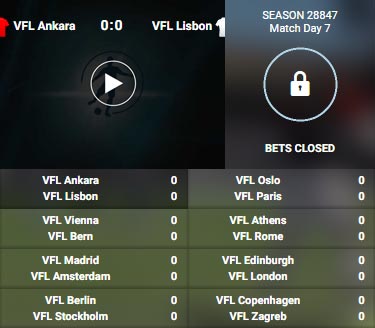 VFL Ankara 0:0 VFL Lisbon
SEASON 28847
Match Day 7
BETS CLOSED
VFL Ankara 0
VFL Lisbon 0
VFL Oslo 0
VFL Paris 0
VFL Vienna 0
VFL Bern 0
VFL Athens 0
VFL Rome 0
VFL Madrid 0
VFL Amsterdam 0
VFL Edinburgh 0
VFL London 0
VFL Berlin 0
VFL Stockholm 0
VFL Copenhagen 0
VFL Zagreb 0